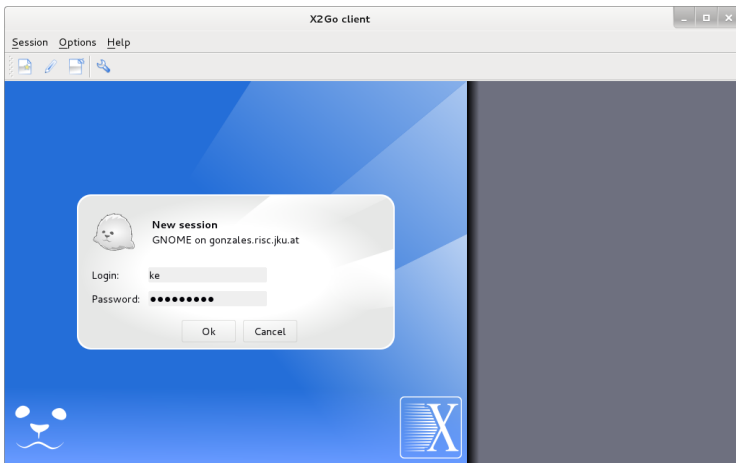 X2Go client
Session Options Help
New session
GNOME on gonzales.risc.jku.at
Login: ke
Password: ●●●●●●●●●
Ok Cancel
X